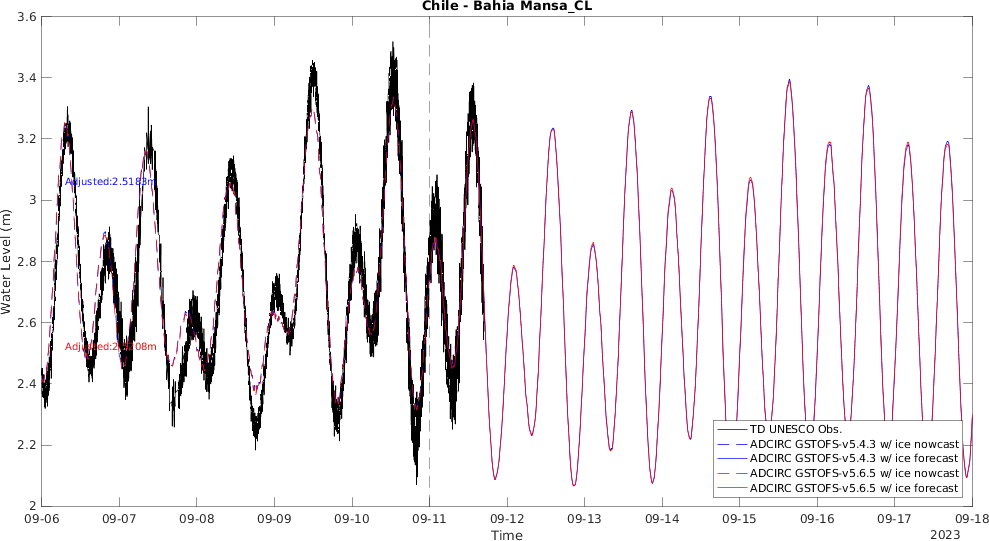 Chile - Bahia Mansa_CL
3.6
3.4
3.2
3
2.8
2.6
2.4
2.2
2
Water Level (m)
Adjusted:2.5183m
TD UNESCO Obs.
ADCIRC GSTOFS-v5.4.3 w/ ice nowcast
ADCIRC GSTOFS-v5.4.3 w/ ice forecast
ADCIRC GSTOFS-v5.6.5 w/ ice nowcast
ADCIRC GSTOFS-v5.6.5 w/ ice forecast
09-06 09-07 09-08 09-09 09-10 09-11 09-12 09-13 09-14 09-15 09-16 09-17 09-18
Time
2023